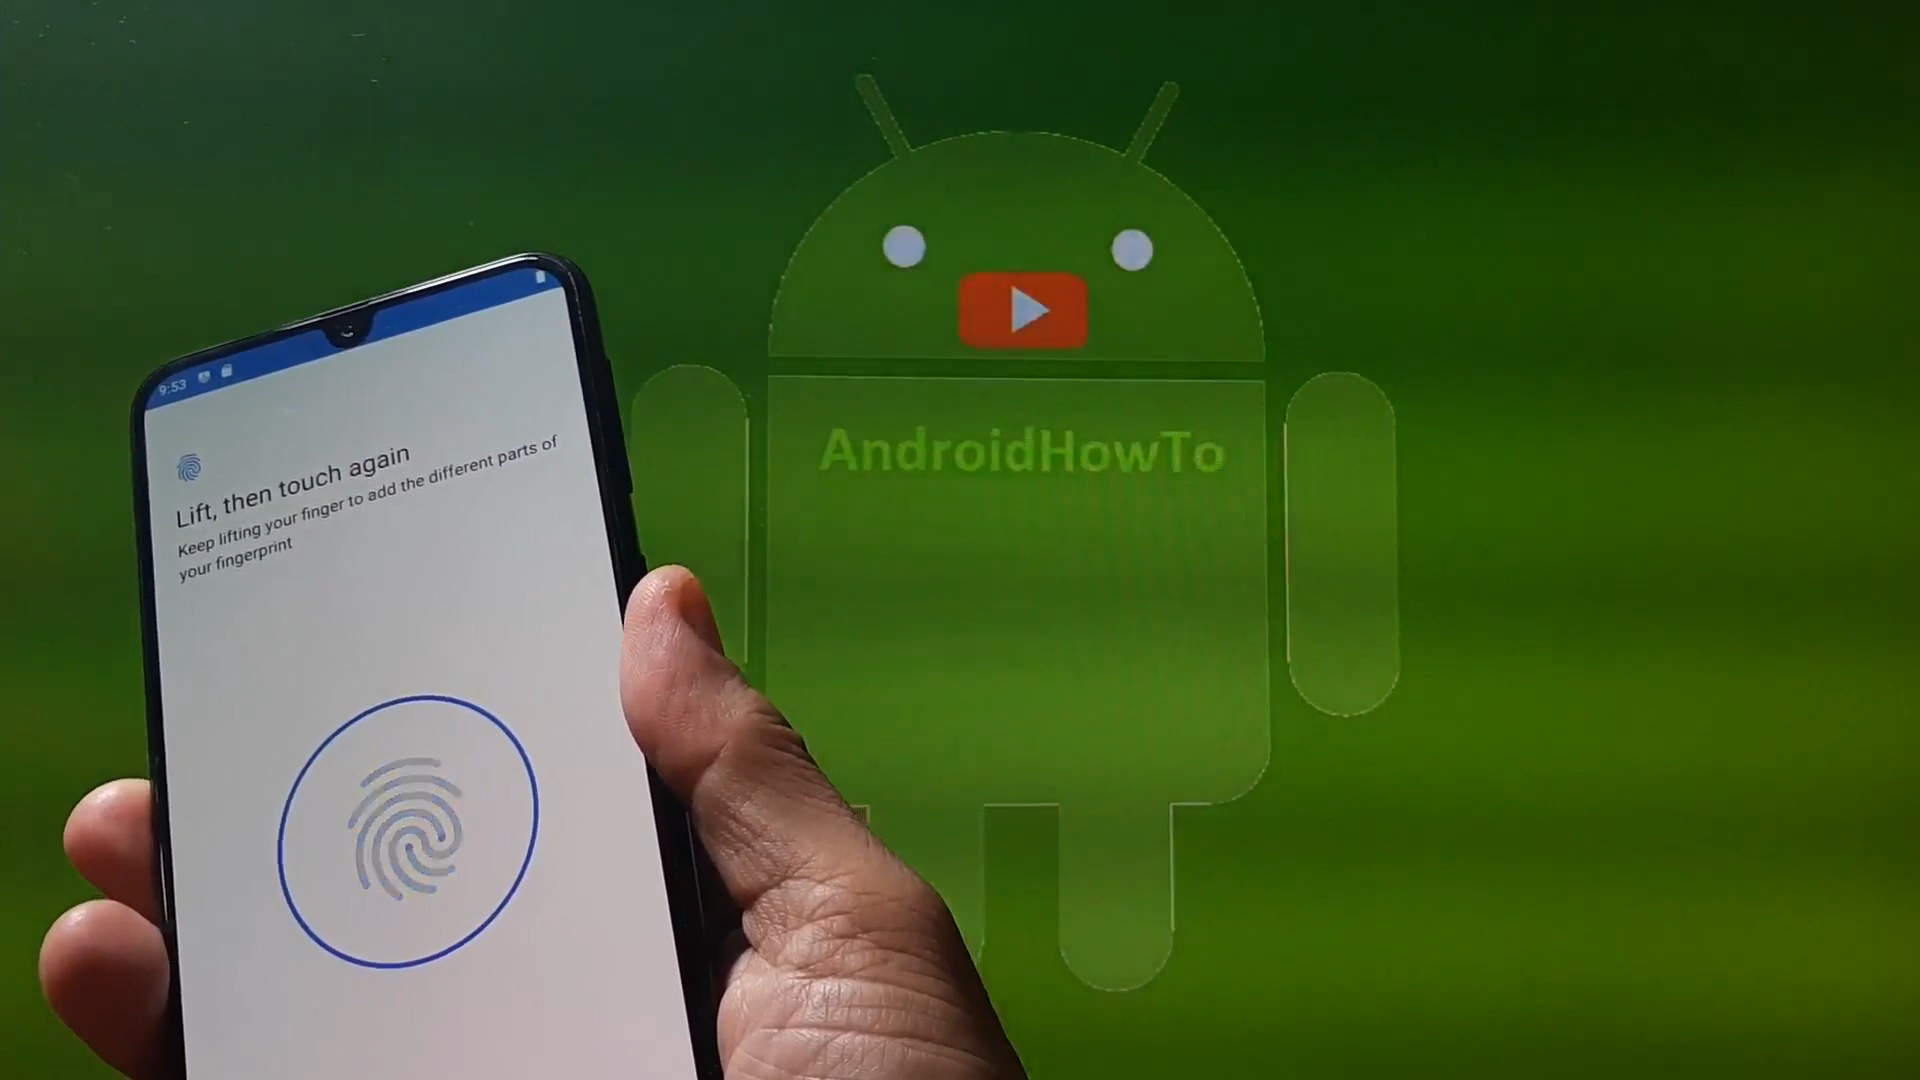 9:53
Lift, then touch again
Keep lifting your finger to add the different parts of
your fingerprint
AndroidHowTo